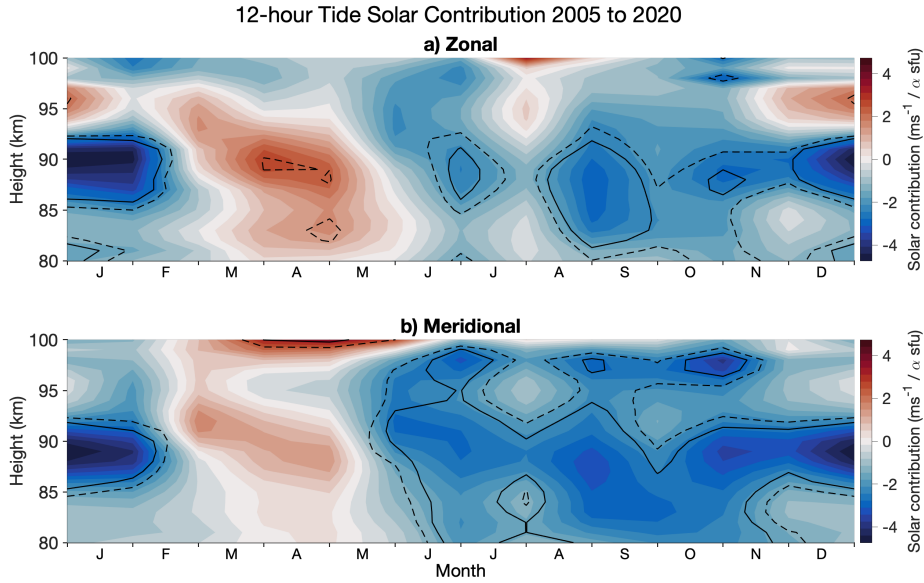 12-hour Tide Solar Contribution 2005 to 2020
a) Zonal
100
95
90
85
80
Height (km)
J F M A M J J A S O N D
4
2
0
-2
-4
Solar contribution (ms⁻¹ / α sfu)
b) Meridional
100
95
90
85
80
Height (km)
J F M A M J J A S O N D
Month
4
2
0
-2
-4
Solar contribution (ms⁻¹ / α sfu)